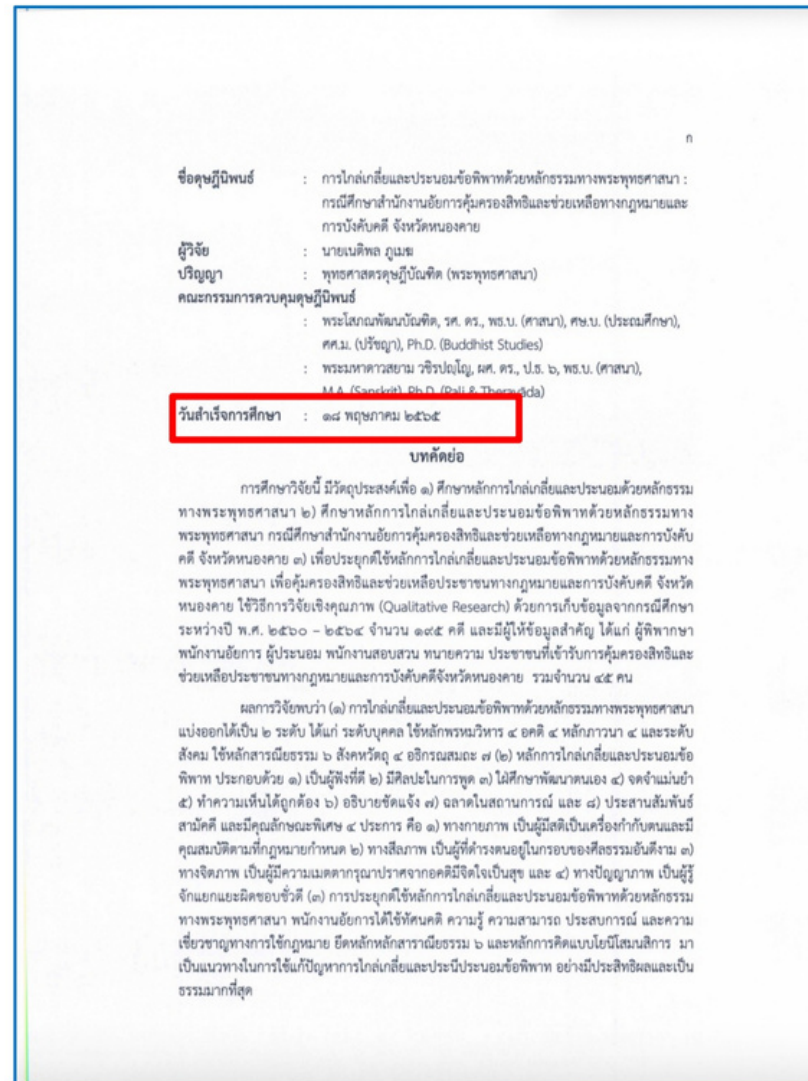 ก
ชื่อดุษฎีนิพนธ์ : การไกล่เกลี่ยและประนอมข้อพิพาทด้วยหลักธรรมทางพระพุทธศาสนา :
กรณีศึกษาสำนักงานอัยการคุ้มครองสิทธิและช่วยเหลือทางกฎหมายและ
การบังคับคดี จังหวัดหนองคาย
ผู้วิจัย : นายเนติพล ภูเมฆ
ปริญญา : พุทธศาสตรดุษฎีบัณฑิต (พระพุทธศาสนา)
คณะกรรมการควบคุมดุษฎีนิพนธ์
: พระโสภณพัฒนบัณฑิต, รศ. ดร., พธ.บ. (ศาสนา), ศษ.บ. (ประถมศึกษา),
ศศ.ม. (ปรัชญา), Ph.D. (Buddhist Studies)
: พระมหาดาวสยาม วชิรปญฺโญ, ผศ. ดร., ป.ธ. ๖, พธ.บ. (ศาสนา),
M.A. (Sanskrit), Ph.D. (Pali & Theravāda)
วันสำเร็จการศึกษา : ๑๘ พฤษภาคม ๒๕๖๕
บทคัดย่อ
การศึกษาวิจัยนี้ มีวัตถุประสงค์เพื่อ ๑) ศึกษาหลักการไกล่เกลี่ยและประนอมด้วยหลักธรรม
ทางพระพุทธศาสนา ๒) ศึกษาหลักการไกล่เกลี่ยและประนอมข้อพิพาทด้วยหลักธรรมทาง
พระพุทธศาสนา กรณีศึกษาสำนักงานอัยการคุ้มครองสิทธิและช่วยเหลือทางกฎหมายและการบังคับ
คดี จังหวัดหนองคาย ๓) เพื่อประยุกต์ใช้หลักการไกล่เกลี่ยและประนอมข้อพิพาทด้วยหลักธรรมทาง
พระพุทธศาสนา เพื่อคุ้มครองสิทธิและช่วยเหลือประชาชนทางกฎหมายและการบังคับคดี จังหวัด
หนองคาย ใช้วิธีการวิจัยเชิงคุณภาพ (Qualitative Research) ด้วยการเก็บข้อมูลจากกรณีศึกษา
ระหว่างปี พ.ศ. ๒๕๖๐ – ๒๕๖๔ จำนวน ๑๙๕ คดี และมีผู้ให้ข้อมูลสำคัญ ได้แก่ ผู้พิพากษา
พนักงานอัยการ ผู้ประนอม พนักงานสอบสวน ทนายความ ประชาชนที่เข้ารับการคุ้มครองสิทธิและ
ช่วยเหลือประชาชนทางกฎหมายและการบังคับคดีจังหวัดหนองคาย รวมจำนวน ๔๕ คน
ผลการวิจัยพบว่า (๑) การไกล่เกลี่ยและประนอมข้อพิพาทด้วยหลักธรรมทางพระพุทธศาสนา
แบ่งออกได้เป็น ๒ ระดับ ได้แก่ ระดับบุคคล ใช้หลักพรหมวิหาร ๔ อคติ ๔ หลักภาวนา ๔ และระดับ
สังคม ใช้หลักสารณียธรรม ๖ สังคหวัตถุ ๔ อธิกรณสมถะ ๗ (๒) หลักการไกล่เกลี่ยและประนอมข้อ
พิพาท ประกอบด้วย ๑) เป็นผู้ฟังที่ดี ๒) มีศิลปะในการพูด ๓) ใฝ่ศึกษาพัฒนาตนเอง ๔) จดจำแม่นยำ
๕) ทำความเห็นได้ถูกต้อง ๖) อธิบายชัดแจ้ง ๗) ฉลาดในสถานการณ์ และ ๘) ประสานสัมพันธ์
สามัคคี และมีคุณลักษณะพิเศษ ๔ ประการ คือ ๑) ทางกายภาพ เป็นผู้มีสติเป็นเครื่องกำกับตนและมี
คุณสมบัติตามที่กฎหมายกำหนด ๒) ทางสีลภาพ เป็นผู้ที่ดำรงตนอยู่ในกรอบของศีลธรรมอันดีงาม ๓)
ทางจิตภาพ เป็นผู้มีความเมตตากรุณาปราศจากอคติมีจิตใจเป็นสุข และ ๔) ทางปัญญาภาพ เป็นผู้รู้
จักแยกแยะผิดชอบชั่วดี (๓) การประยุกต์ใช้หลักการไกล่เกลี่ยและประนอมข้อพิพาทด้วยหลักธรรม
ทางพระพุทธศาสนา พนักงานอัยการได้ใช้ทัศนคติ ความรู้ ความสามารถ ประสบการณ์ และความ
เชี่ยวชาญทางการใช้กฎหมาย ยึดหลักหลักสาราณียธรรม ๖ และหลักการคิดแบบโยนิโสมนสิการ มา
เป็นแนวทางในการใช้แก้ปัญหาการไกล่เกลี่ยและประนีประนอมข้อพิพาท อย่างมีประสิทธิผลและเป็น
ธรรมมากที่สุด